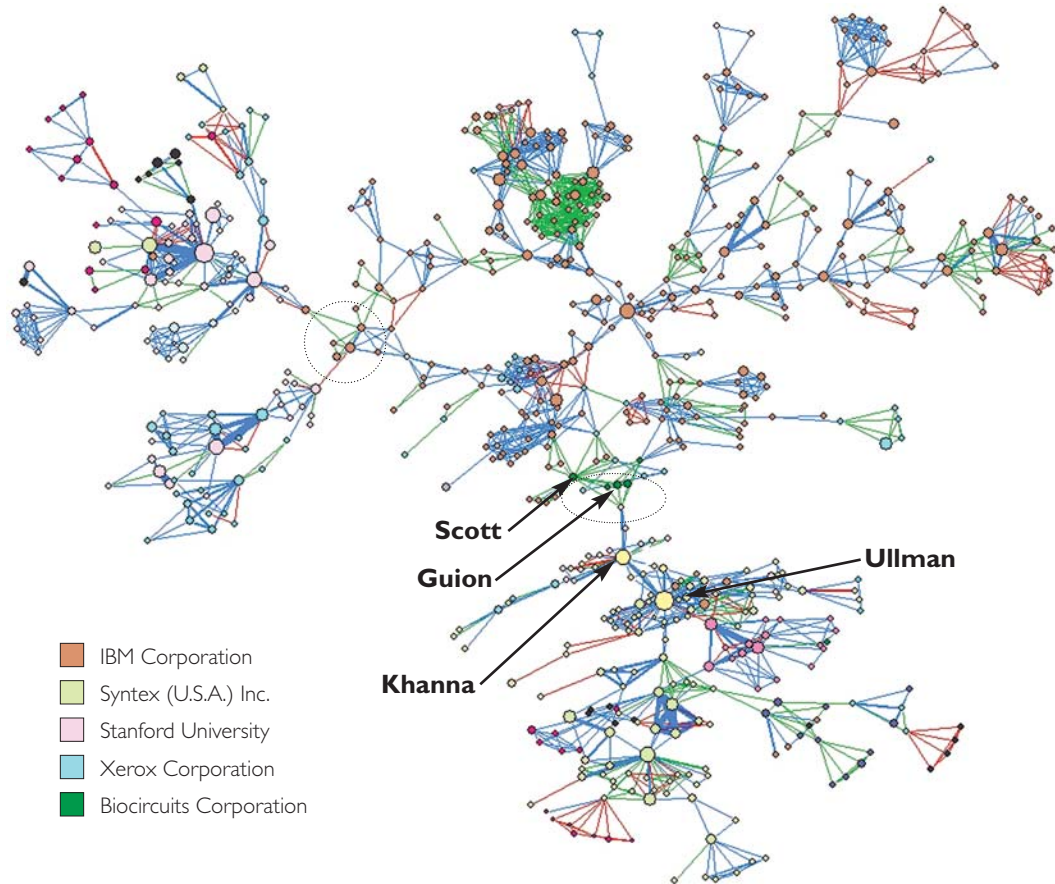 Scott
Guion
Ullman
Khanna
IBM Corporation
Syntex (U.S.A.) Inc.
Stanford University
Xerox Corporation
Biocircuits Corporation